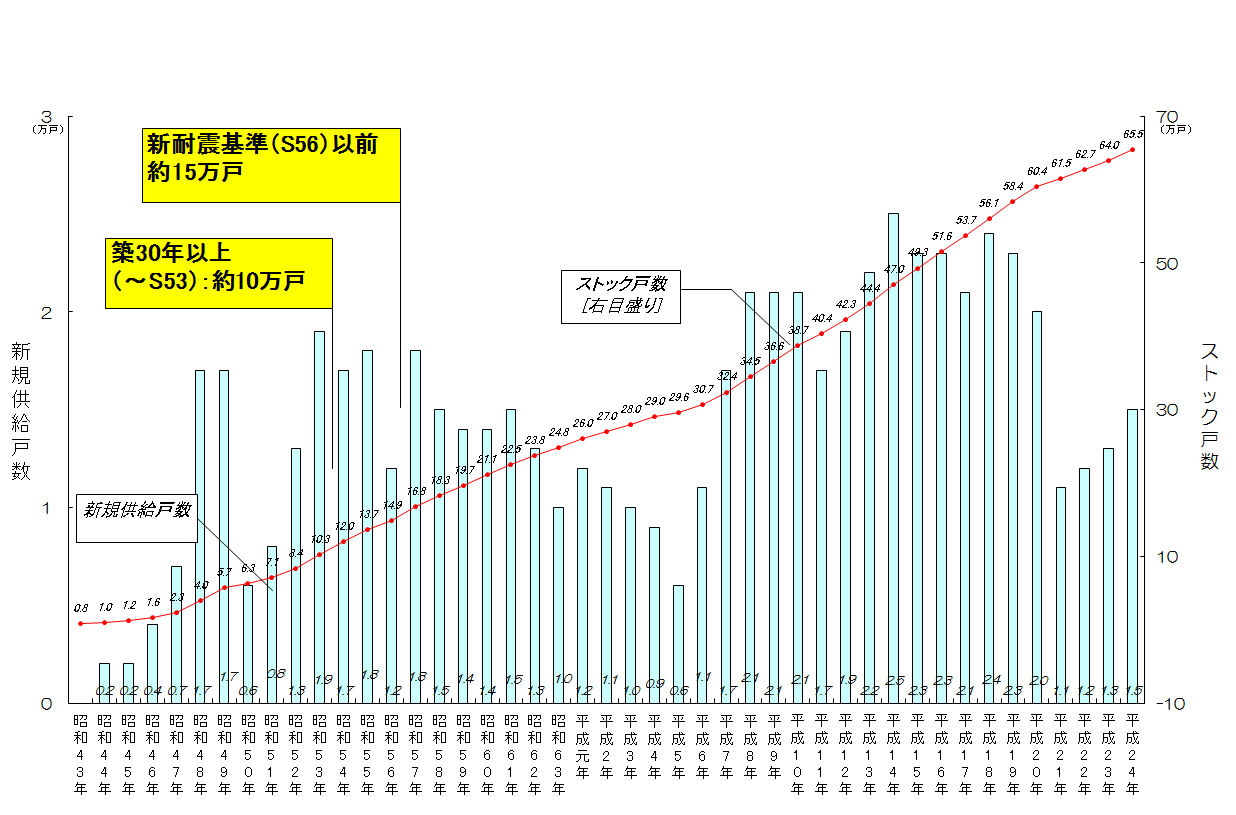 3
(万戸)
70
(万戸)
新耐震基準(S56)以前
約15万戸
築30年以上
(～S53):約10万戸
ストック戸数
[右目盛り]
新規供給戸数
新規供給戸数
ストック戸数
2
1
0
50
30
10
-10
0.8 1.0 1.2 1.6 2.3 4.0 5.7 6.3 7.1 8.4 10.3 12.0 13.7 14.9 16.8 18.3 19.7 21.1 22.5 23.8 24.8 26.0 27.0 28.0 29.0 29.6 30.7 32.4 34.5 36.6 38.7 40.4 42.3 44.4 47.0 49.3 51.6 53.7 56.1 58.4 60.4 61.5 62.7 64.0 65.5
0.2 0.2 0.4 0.7 1.7 1.7 0.6 0.8 1.3 1.9 1.7 1.8 1.2 1.8 1.5 1.4 1.4 1.5 1.3 1.0 1.2 1.1 1.0 0.9 0.6 1.1 1.7 2.1 2.1 2.1 1.7 1.9 2.2 2.5 2.3 2.3 2.1 2.4 2.3 2.0 1.1 1.2 1.3 1.5
昭和43年
昭和44年
昭和45年
昭和46年
昭和47年
昭和48年
昭和49年
昭和50年
昭和51年
昭和52年
昭和53年
昭和54年
昭和55年
昭和56年
昭和57年
昭和58年
昭和59年
昭和60年
昭和61年
昭和62年
昭和63年
平成元年
平成2年
平成3年
平成4年
平成5年
平成6年
平成7年
平成8年
平成9年
平成10年
平成11年
平成12年
平成13年
平成14年
平成15年
平成16年
平成17年
平成18年
平成19年
平成20年
平成21年
平成22年
平成23年
平成24年